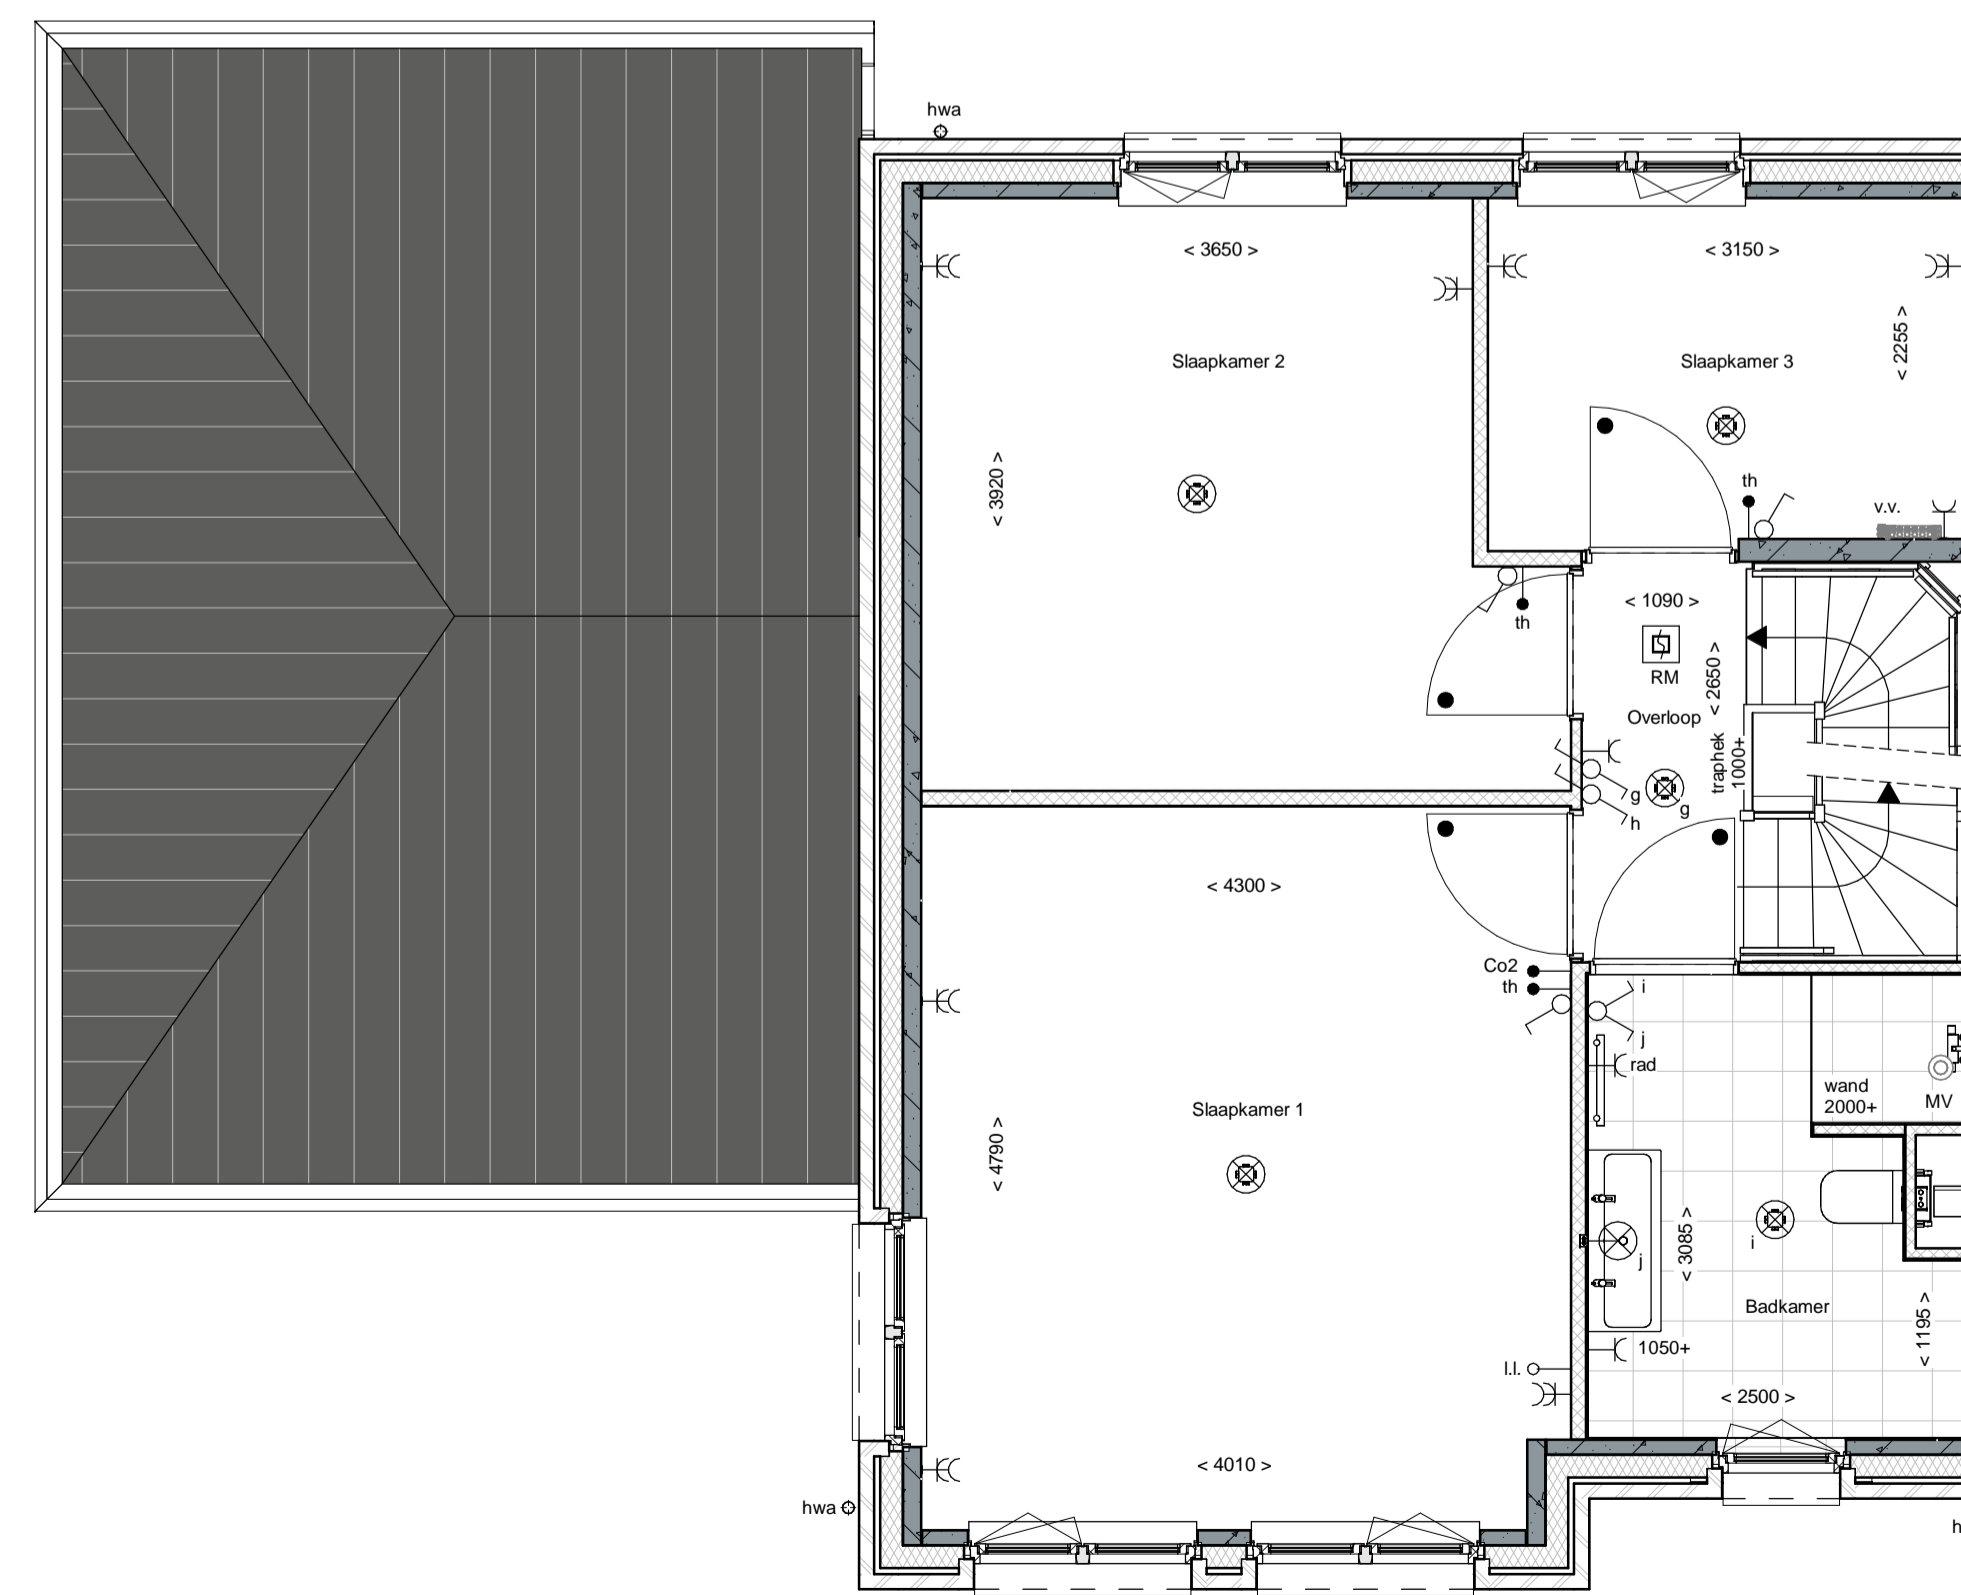 hwa
< 3650 >
< 3150 >
< 2255 >
Slaapkamer 2
Slaapkamer 3
< 3920 >
th
v.v.
< 1090 >
th
RM
< 2650 >
Overloop
traphek
1000+
g
g
h
< 4300 >
Co2
th
i
j
rad
wand
2000+
MV
Slaapkamer 1
< 4790 >
< 3085 >
i
j
Badkamer
< 1195 >
1050+
l.l.
< 2500 >
< 4010 >
hwa
h